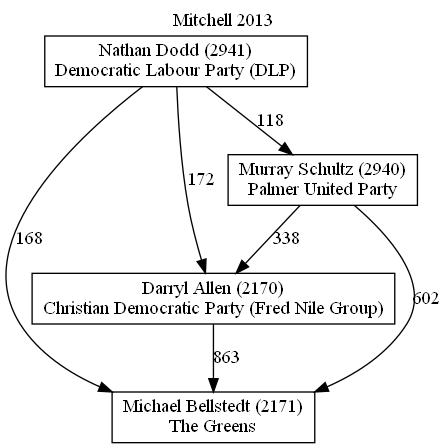 Mitchell 2013
Nathan Dodd (2941)
Democratic Labour Party (DLP)
118
Murray Schultz (2940)
Palmer United Party
172
168
338
602
Darryl Allen (2170)
Christian Democratic Party (Fred Nile Group)
863
Michael Bellstedt (2171)
The Greens